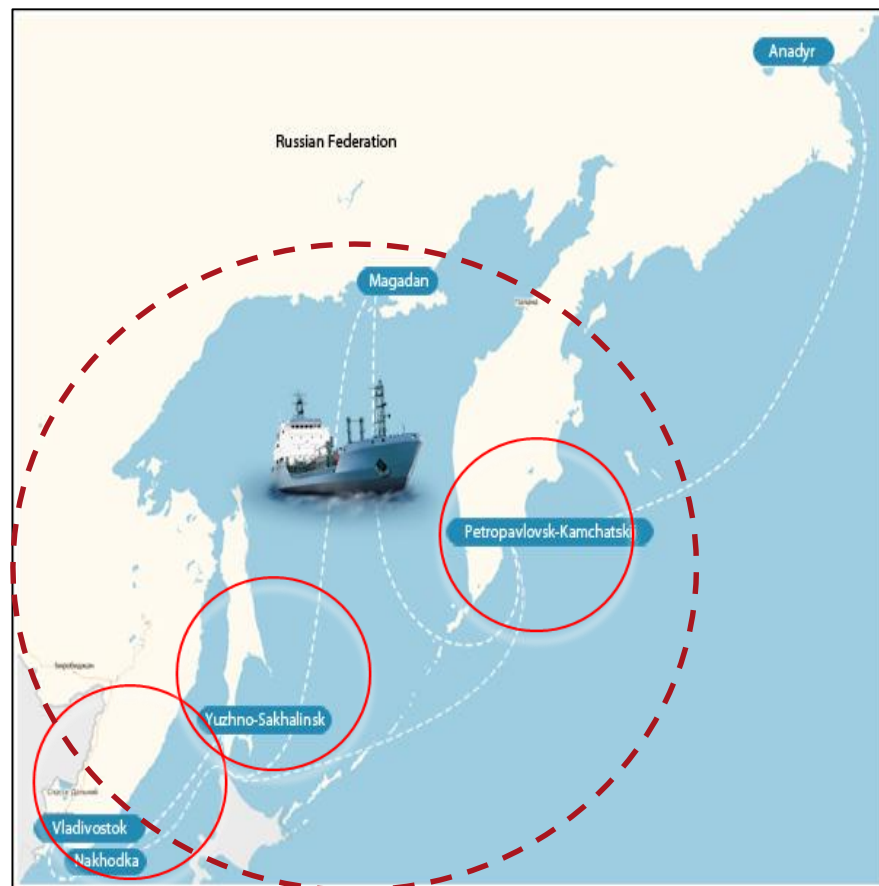 Anadyr
Russian Federation
Magadan
Petropavlovsk-Kamchatski
Yuzhno-Sakhalinsk
Vladivostok
Nakhodka